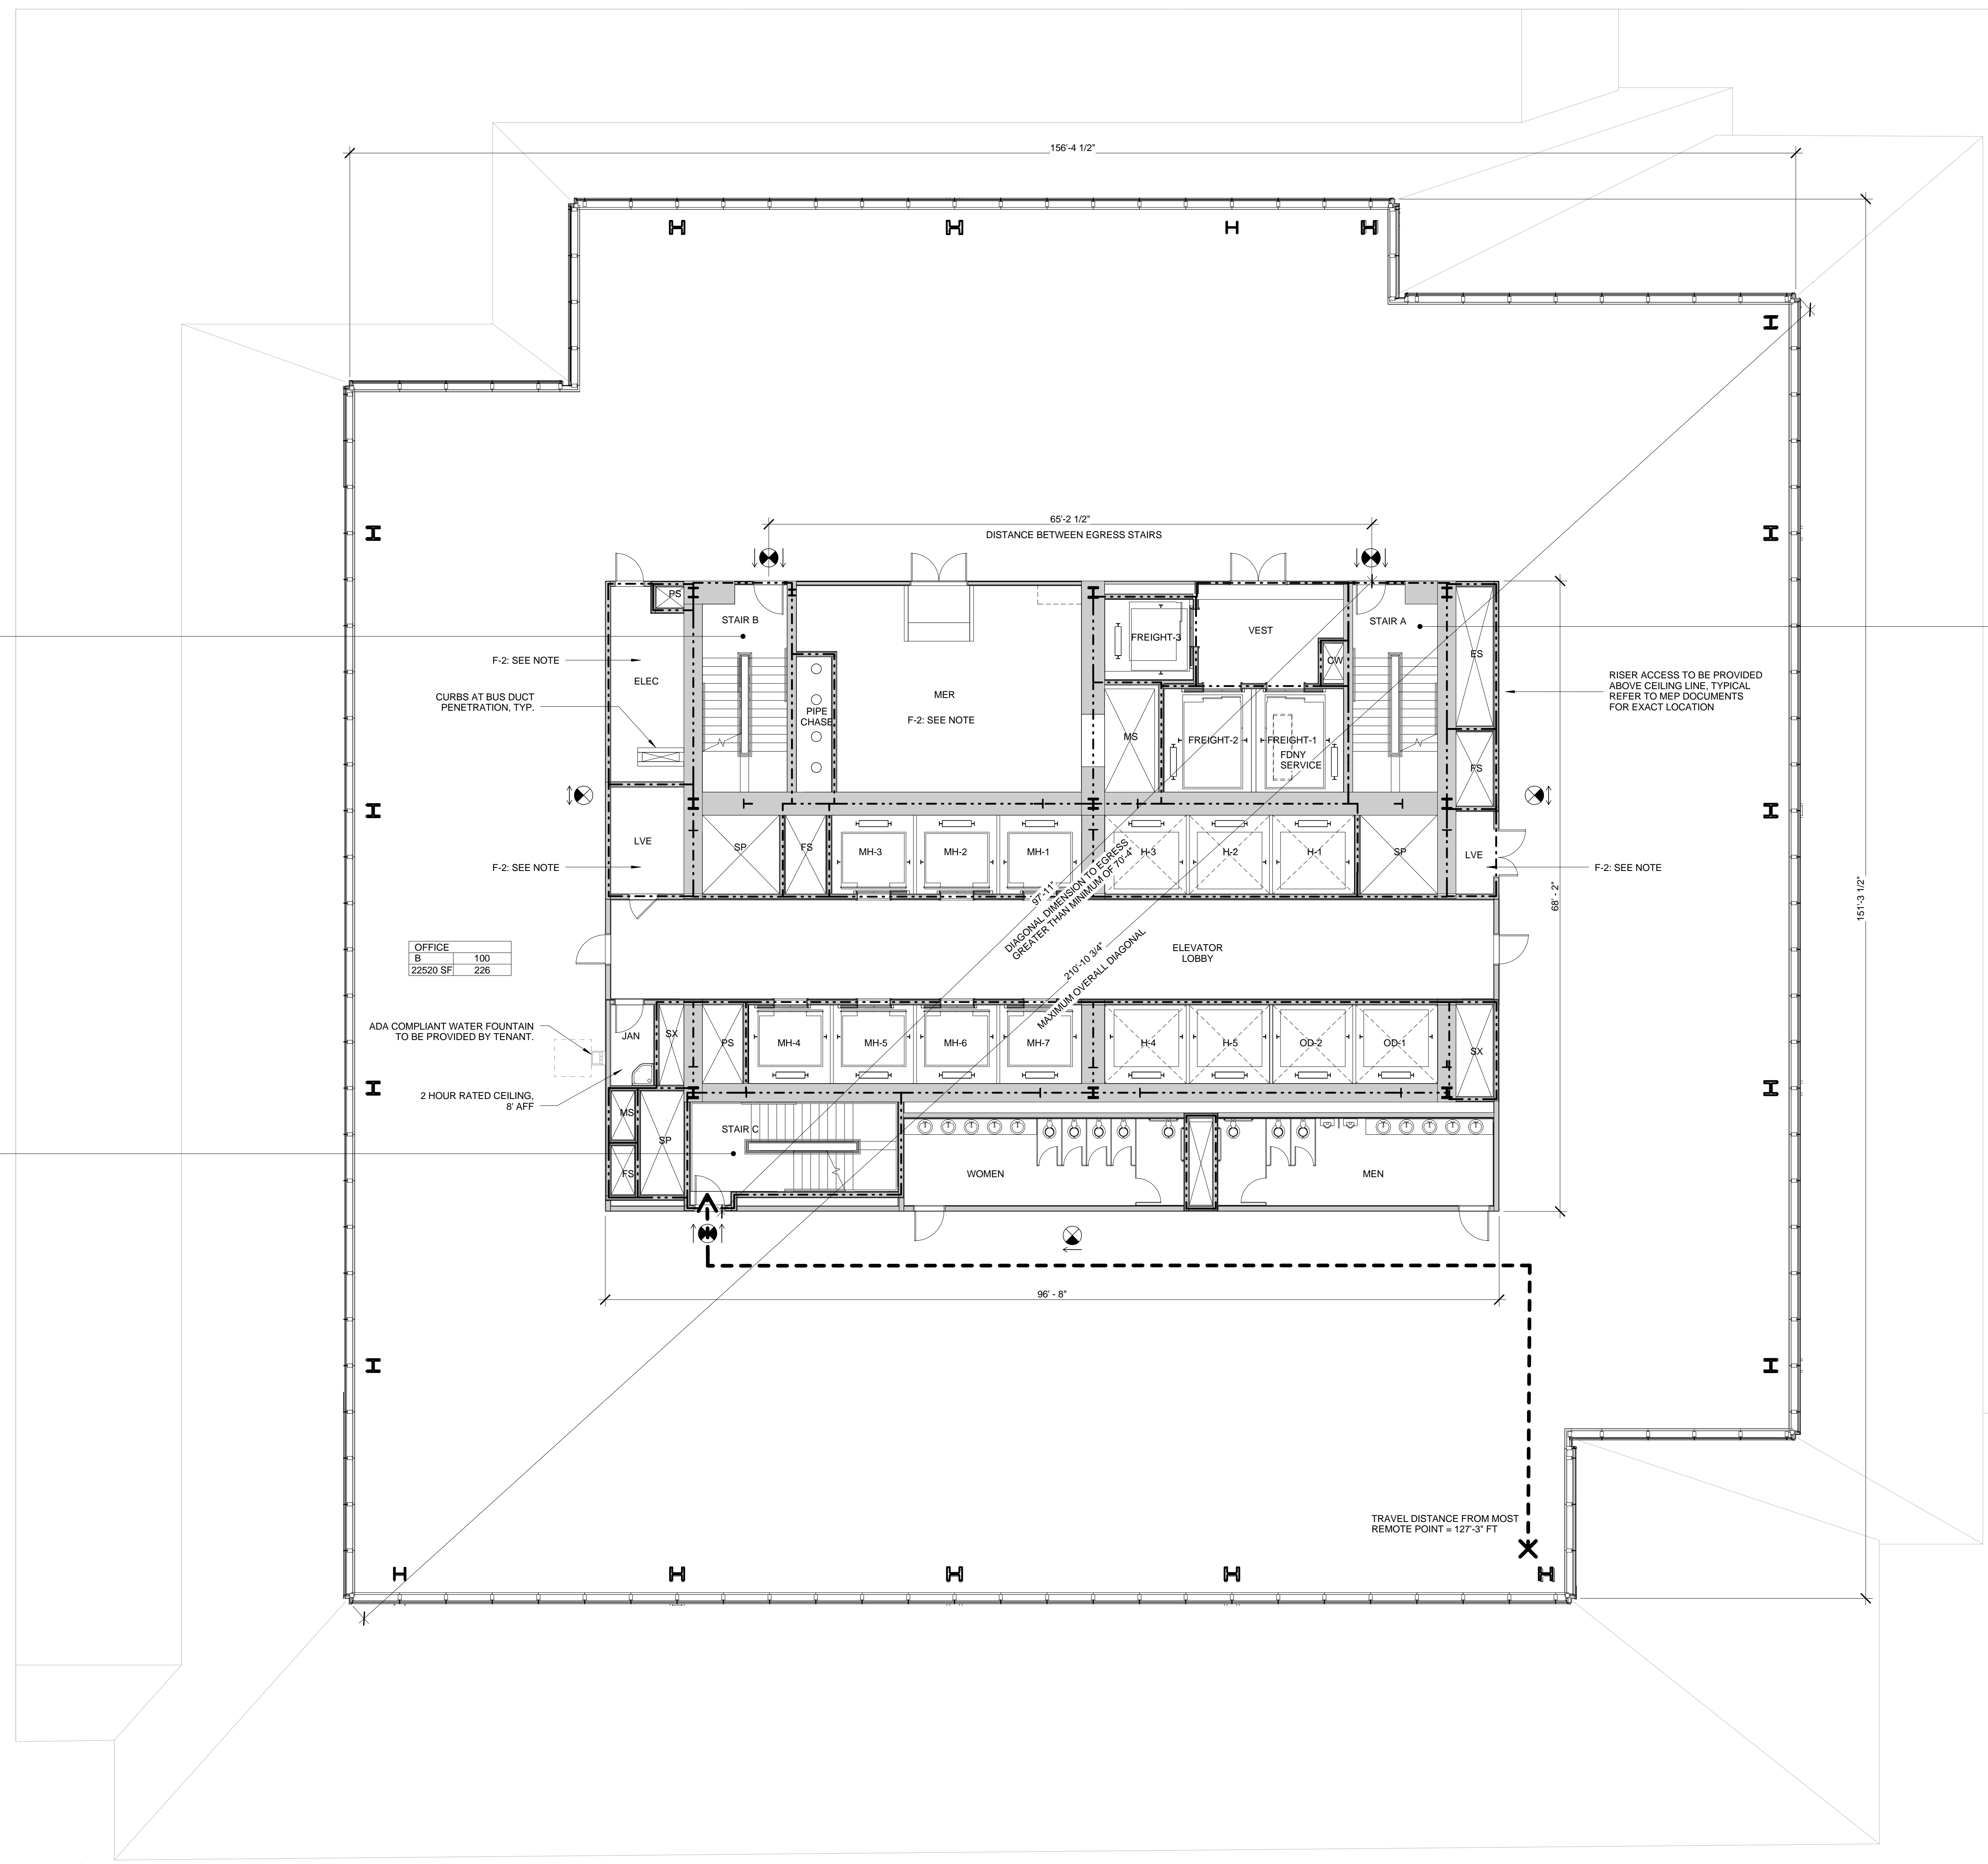 156'-4 1/2"
65'-2 1/2"
DISTANCE BETWEEN EGRESS STAIRS
PS
STAIR B
STAIR A
FREIGHT-3
VEST
CW
ES
F-2: SEE NOTE
ELEC
CURBS AT BUS DUCT
PENETRATION, TYP.
PIPE
CHASE
MER
F-2: SEE NOTE
MS
FREIGHT-2
FREIGHT-1
FDNY
SERVICE
FS
RISER ACCESS TO BE PROVIDED
ABOVE CEILING LINE, TYPICAL
REFER TO MEP DOCUMENTS
FOR EXACT LOCATION
LVE
F-2: SEE NOTE
SP
FS
MH-3
MH-2
MH-1
H-3
H-2
H-1
SP
LVE
F-2: SEE NOTE
97'-11"
DIAGONAL DIMENSION TO EGRESS
GREATER THAN MINIMUM OF 70'-4"
68' - 2"
151'-3 1/2"
OFFICE
B 100
22520 SF 226
210'-10 3/4"
MAXIMUM OVERALL DIAGONAL
ELEVATOR
LOBBY
ADA COMPLIANT WATER FOUNTAIN
TO BE PROVIDED BY TENANT.
JAN
SX
PS
MH-4
MH-5
MH-6
MH-7
H-4
H-5
OD-2
OD-1
SX
2 HOUR RATED CEILING,
8' AFF
MS
SP
FS
STAIR C
WOMEN
MEN
96' - 8"
TRAVEL DISTANCE FROM MOST
REMOTE POINT = 127'-3" FT